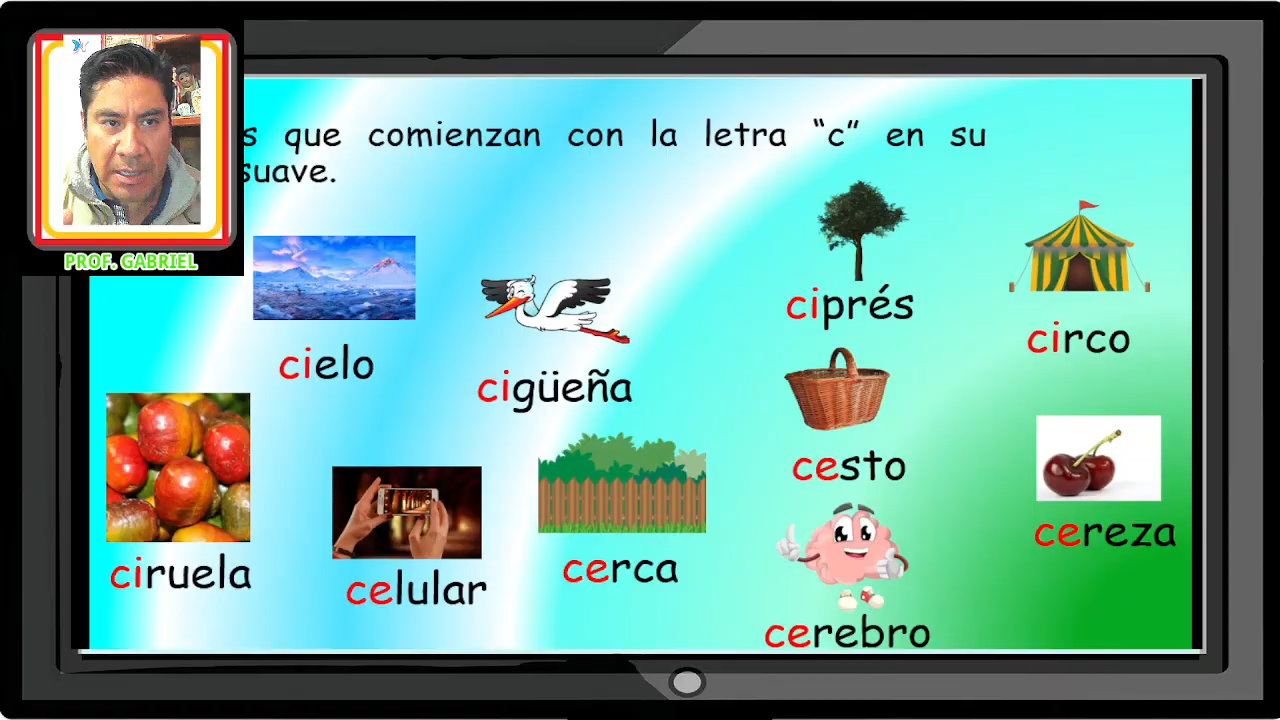 PROF. GABRIEL
que comienzan con la letra “c” en su
suave.
cielo
cigüeña
ciprés
circo
ciruela
celular
cerca
cesto
cereza
cerebro